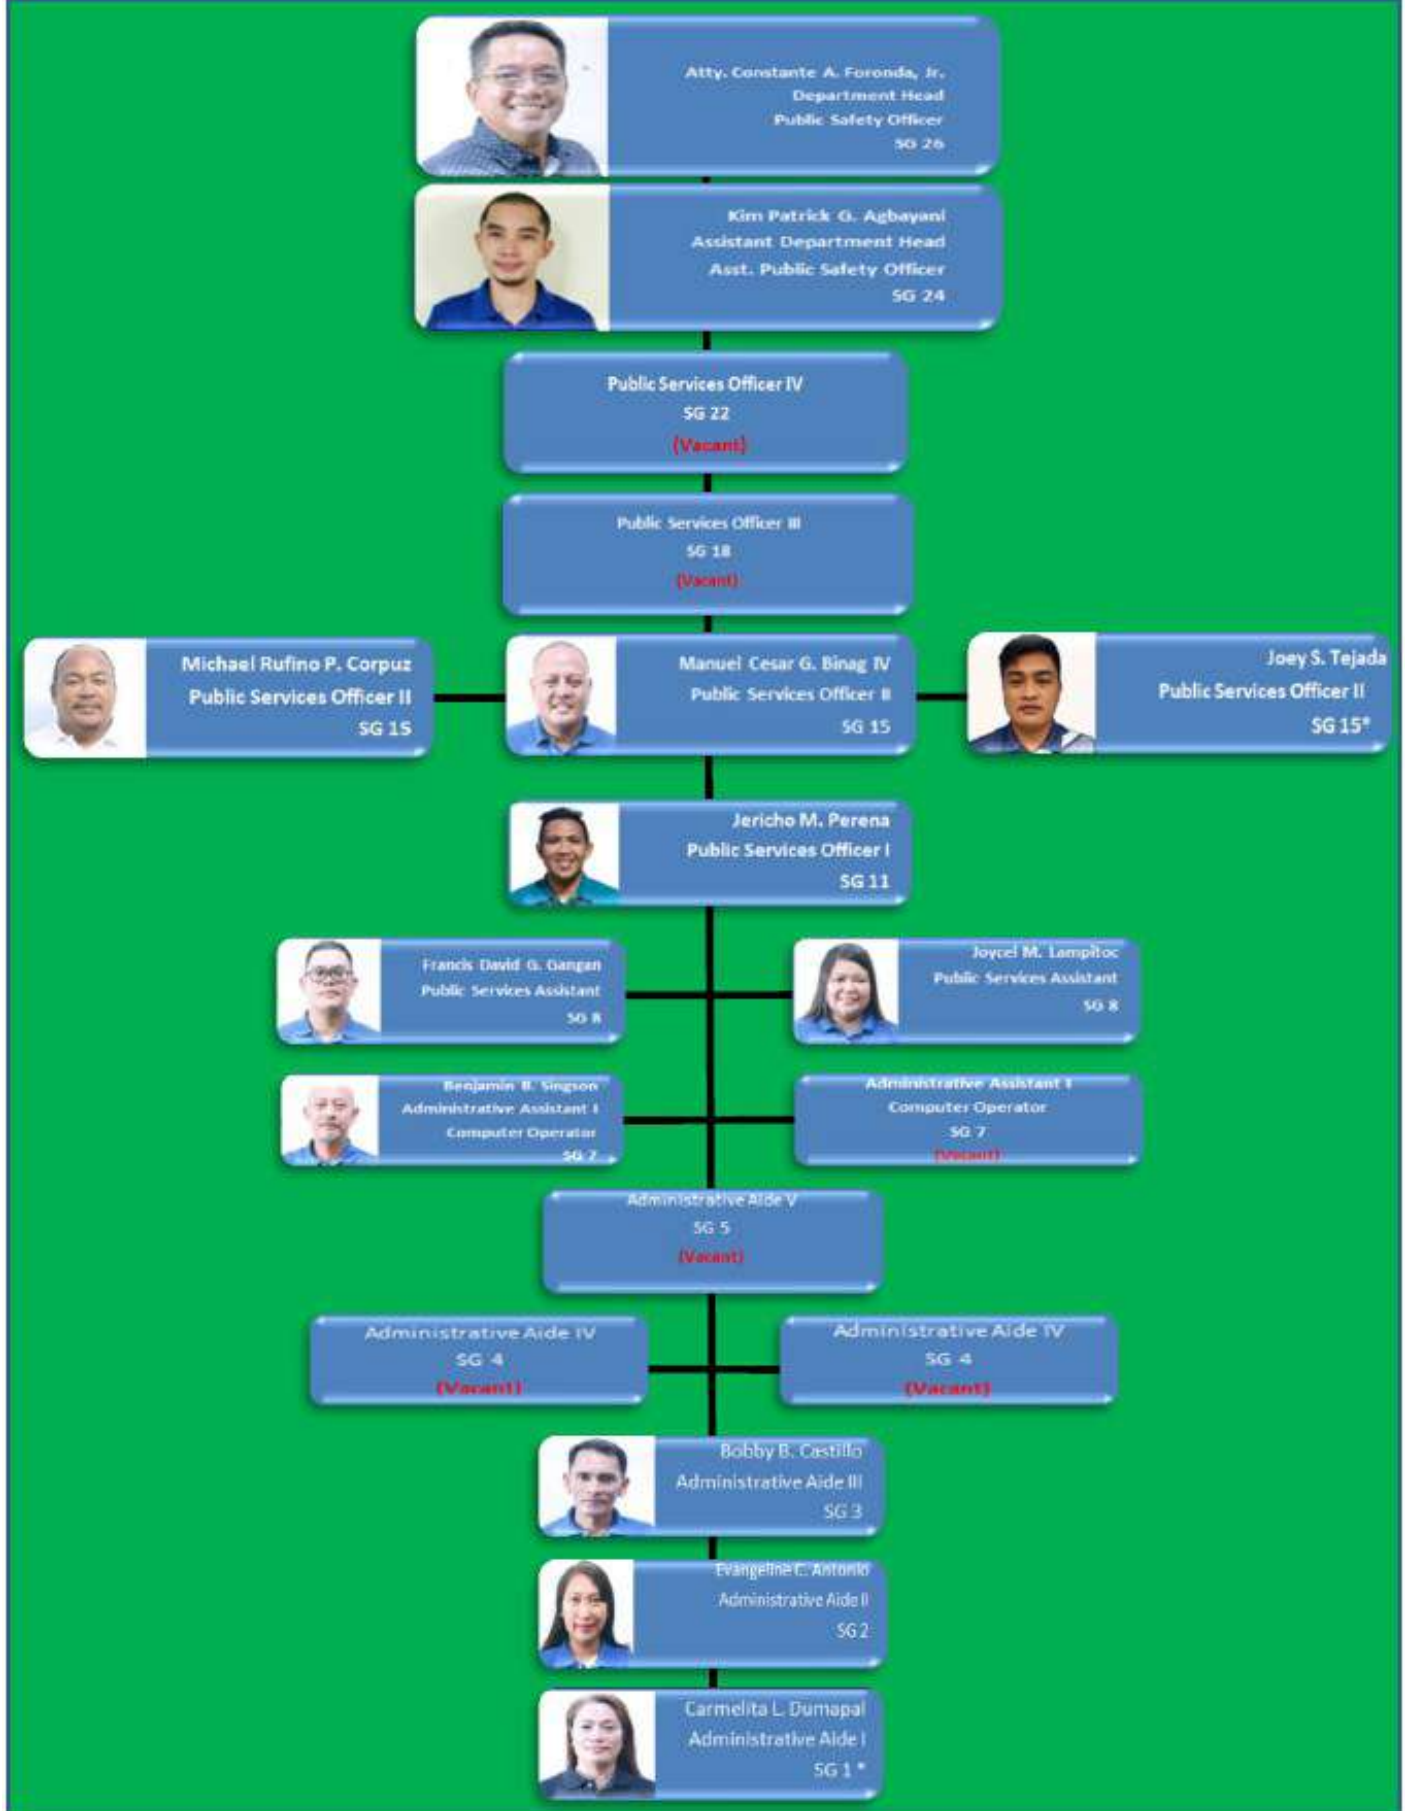 Atty. Constante A. Foronda, Jr.
Department Head
Public Safety Officer
SG 26
Kim Patrick G. Agbayani
Assistant Department Head
Asst. Public Safety Officer
SG 24
Public Services Officer IV
SG 22
(Vacant)
Public Services Officer III
SG 18
(Vacant)
Michael Rufino P. Corpuz
Public Services Officer II
SG 15
Manuel Cesar G. Binag IV
Public Services Officer II
SG 15
Joey S. Tejada
Public Services Officer II
SG 15*
Jericho M. Perena
Public Services Officer I
SG 11
Francis David G. Gangan
Public Services Assistant
SG 8
Joycel M. Lampitoc
Public Services Assistant
SG 8
Benjamin B. Singson
Administrative Assistant I
Computer Operator
SG 7
Administrative Assistant I
Computer Operator
SG 7
(Vacant)
Administrative Aide V
SG 5
(Vacant)
Administrative Aide IV
SG 4
(Vacant)
Administrative Aide IV
SG 4
(Vacant)
Bobby B. Castillo
Administrative Aide III
SG 3
Evangeline C. Antonio
Administrative Aide II
SG 2
Carmelita L. Dumapal
Administrative Aide I
SG 1 *